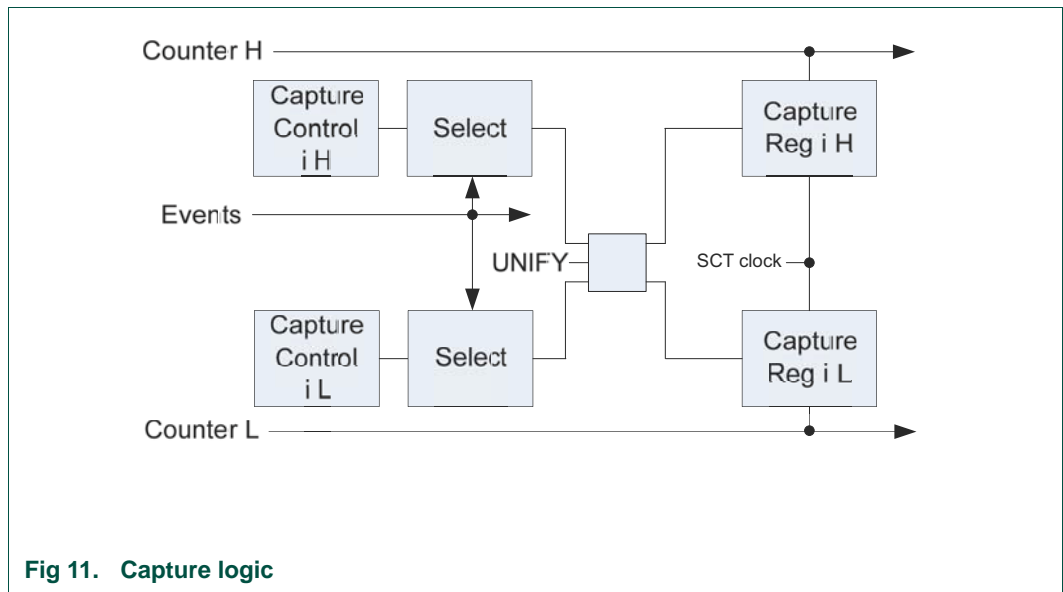 Counter H
Capture
Control
i H
Select
Capture
Reg i H
Events
UNIFY
SCT clock
Capture
Control
i L
Select
Capture
Reg i L
Counter L
Fig 11. Capture logic